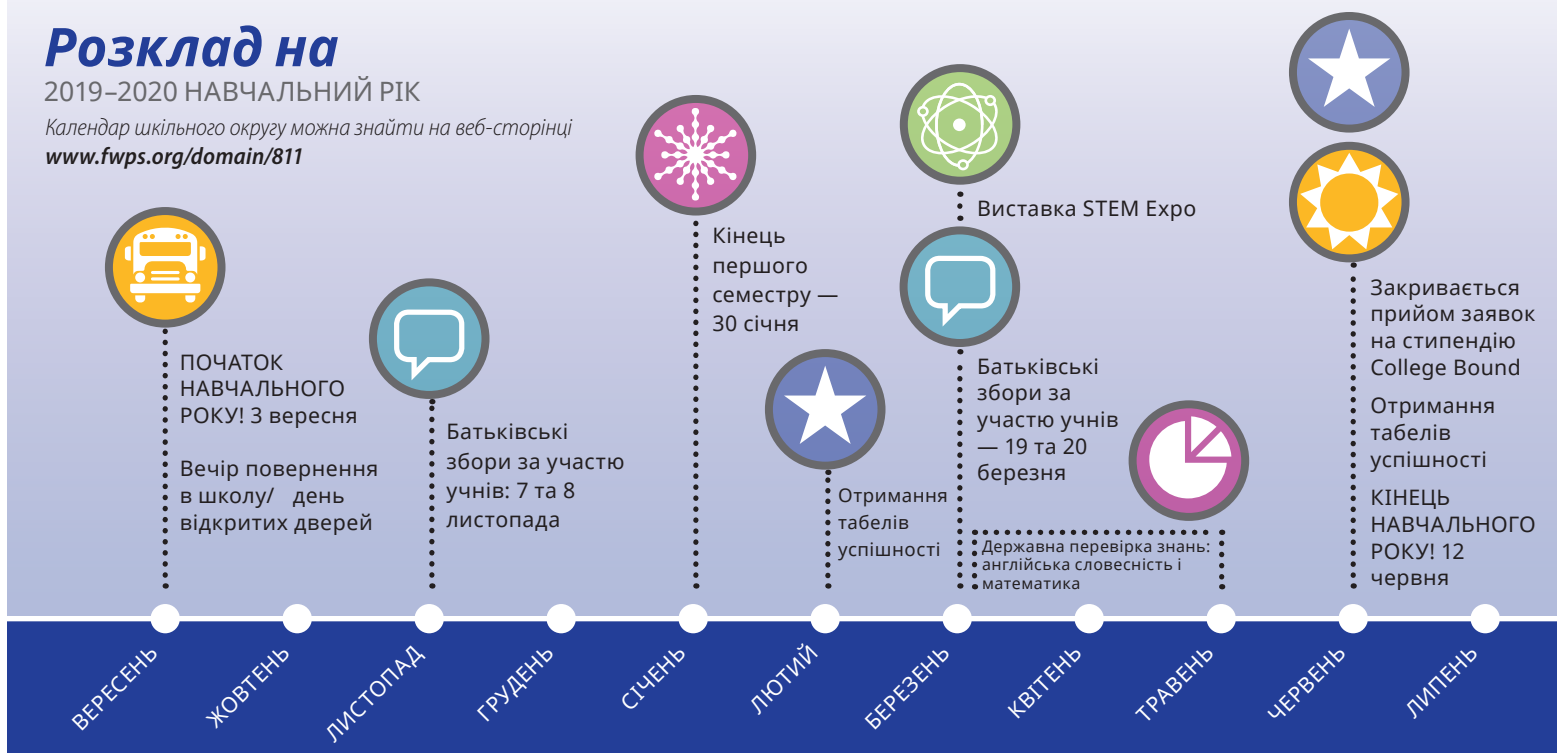 Розклад на
2019–2020 НАВЧАЛЬНИЙ РІК
Календар шкільного округу можна знайти на веб-сторінці
www.fwps.org/domain/811
ПОЧАТОК
НАВЧАЛЬНОГО
РОКУ! 3 вересня
Вечір повернення
в школу/ день
відкритих дверей
Батьківські
збори за участю
учнів: 7 та 8
листопада
Кінець
першого
семестру —
30 січня
Отримання
табелів
успішності
Виставка STEM Expo
Батьківські
збори за
участю учнів
— 19 та 20
березня
Державна перевірка знань:
англійська словесність і
математика
Закривається
прийом заявок
на стипендію
College Bound
Отримання
табелів
успішності
КІНЕЦЬ
НАВЧАЛЬНОГО
РОКУ! 12
червня
ВЕРЕСЕНЬ
ЖОВТЕНЬ
ЛИСТОПАД
ГРУДЕНЬ
СІЧЕНЬ
ЛЮТИЙ
БЕРЕЗЕНЬ
КВІТЕНЬ
ТРАВЕНЬ
ЧЕРВЕНЬ
ЛИПЕНЬ